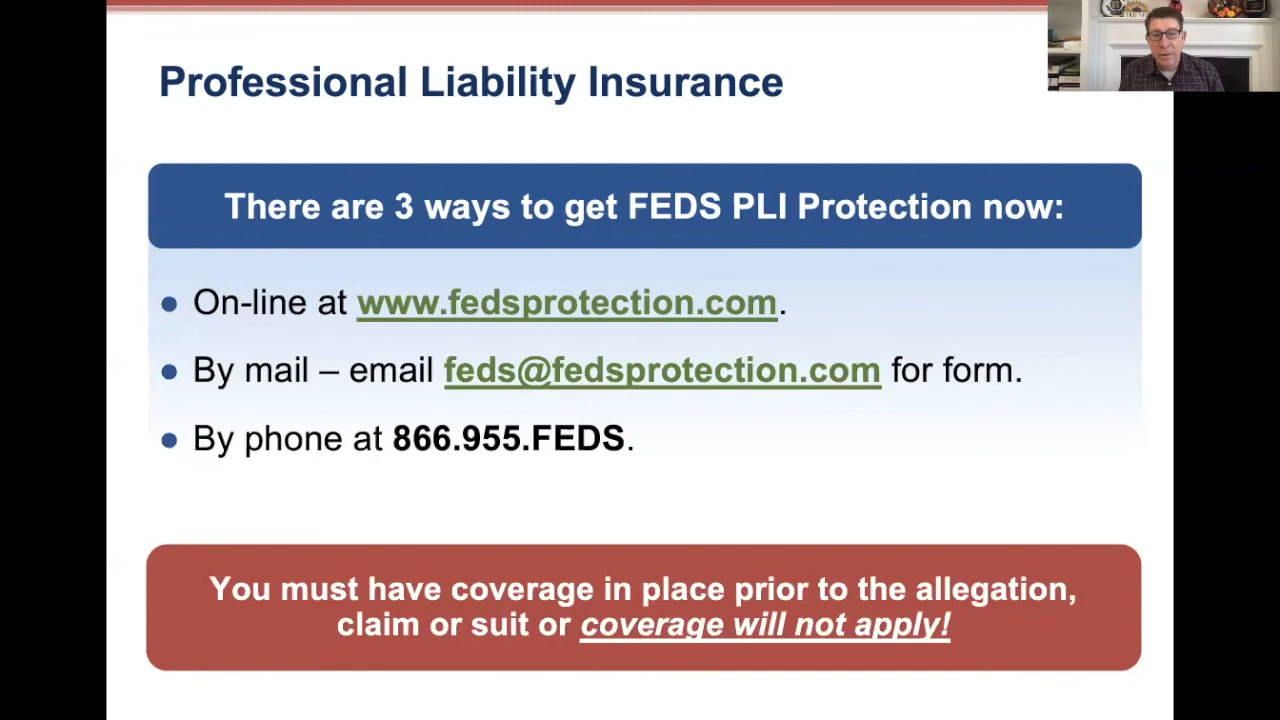 Professional Liability Insurance
There are 3 ways to get FEDS PLI Protection now:
● On-line at www.fedsprotection.com.
● By mail – email feds@fedsprotection.com for form.
● By phone at 866.955.FEDS.
You must have coverage in place prior to the allegation,
claim or suit or coverage will not apply!